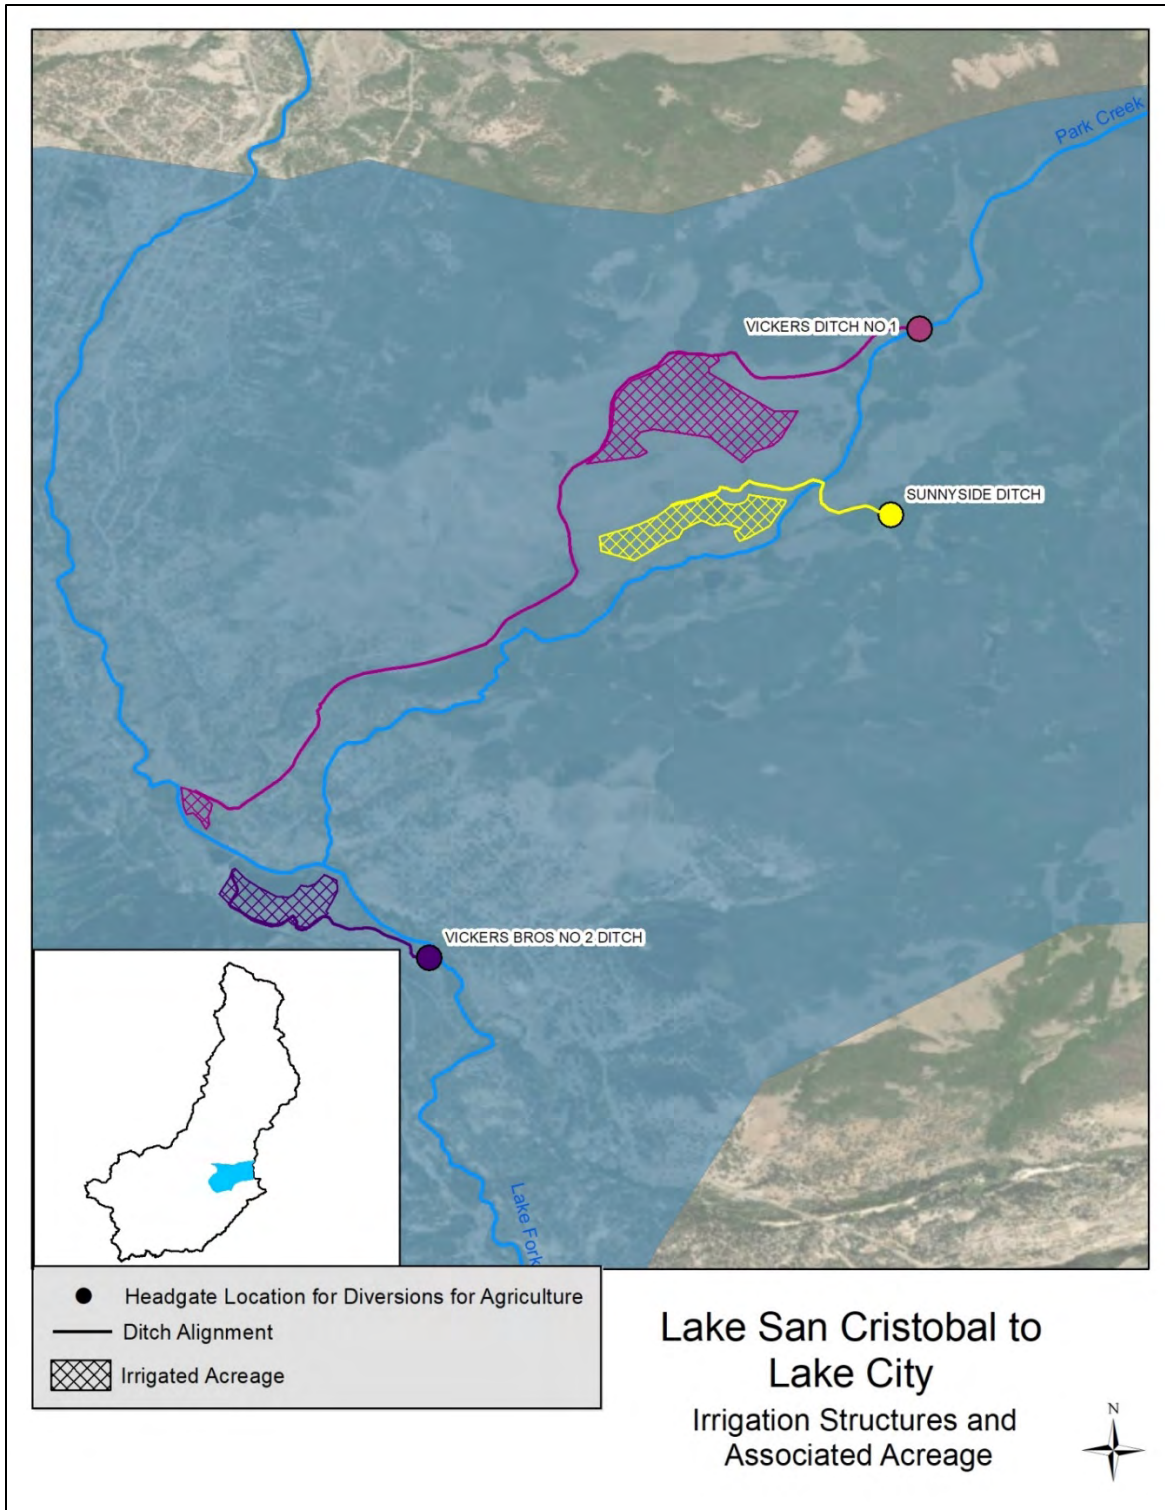 Park Creek
VICKERS DITCH NO 1
SUNNYSIDE DITCH
VICKERS BROS NO 2 DITCH
Lake Fork
Headgate Location for Diversions for Agriculture
Ditch Alignment
Irrigated Acreage
Lake San Cristobal to
Lake City
Irrigation Structures and
Associated Acreage
N